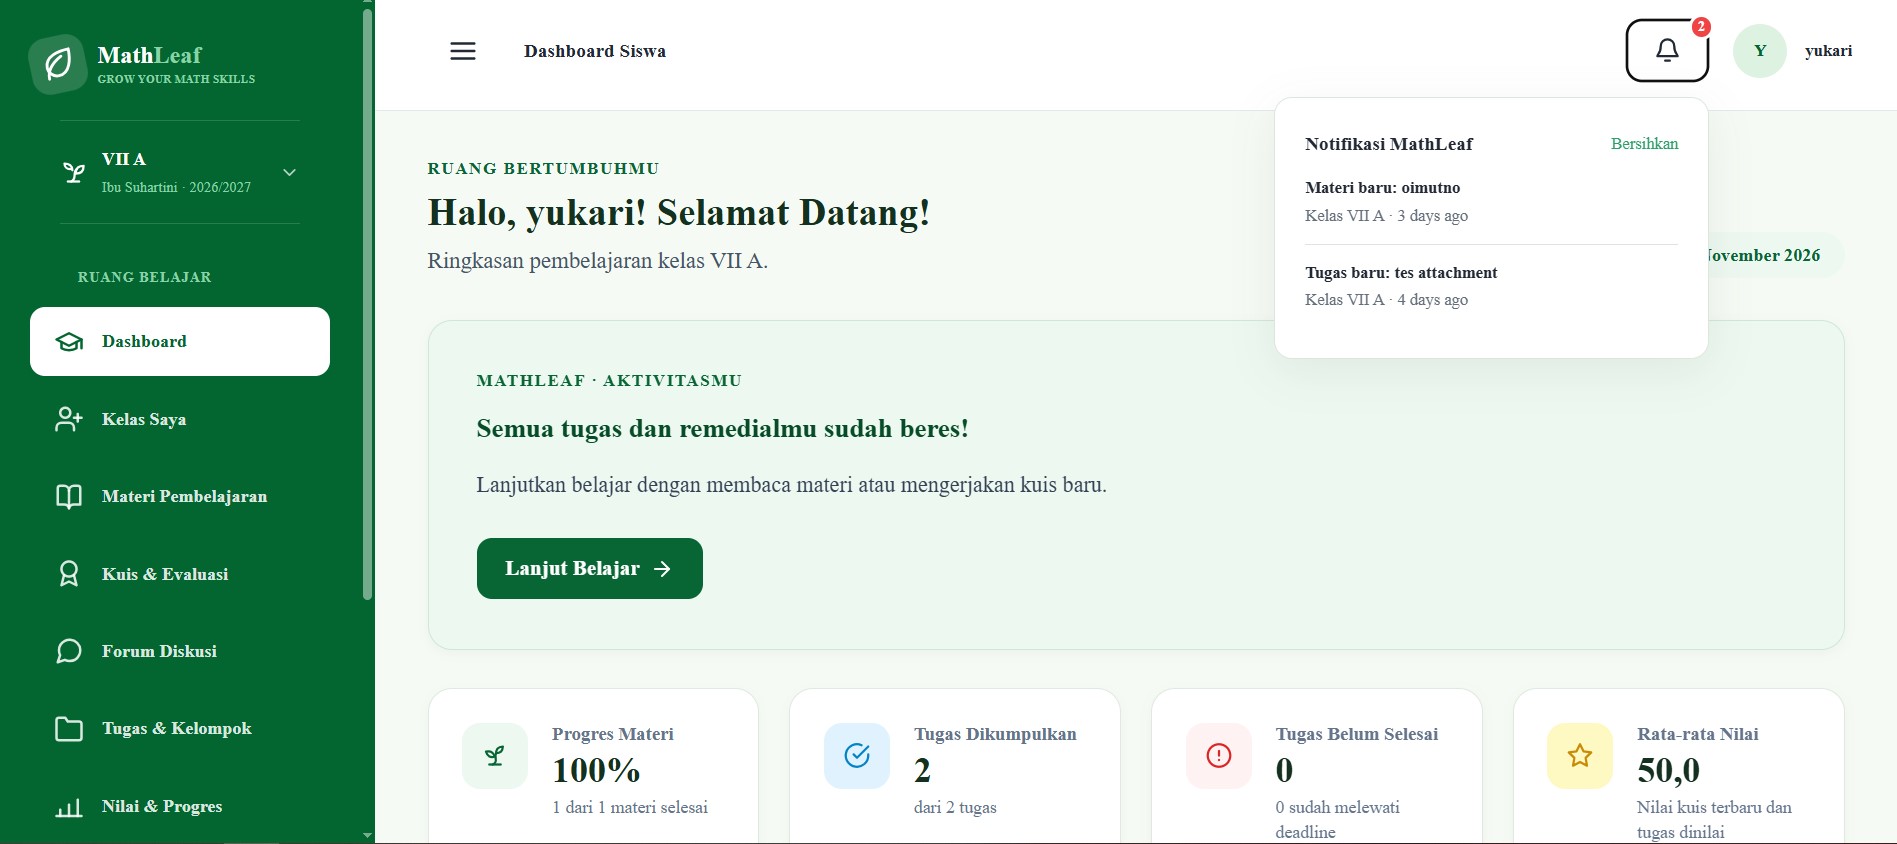 MathLeaf
GROW YOUR MATH SKILLS
VII A
Ibu Suhartini · 2026/2027
RUANG BELAJAR
Dashboard
Kelas Saya
Materi Pembelajaran
Kuis & Evaluasi
Forum Diskusi
Tugas & Kelompok
Nilai & Progres
Dashboard Siswa
2
Y
yukari
Notifikasi MathLeaf
Bersihkan
Materi baru: oimutno
Kelas VII A · 3 days ago
Tugas baru: tes attachment
Kelas VII A · 4 days ago
RUANG BERTUMBUHMU
Halo, yukari! Selamat Datang!
Ringkasan pembelajaran kelas VII A.
November 2026
MATHLEAF · AKTIVITASMU
Semua tugas dan remedialmu sudah beres!
Lanjutkan belajar dengan membaca materi atau mengerjakan kuis baru.
Lanjut Belajar
Progres Materi
100%
1 dari 1 materi selesai
Tugas Dikumpulkan
2
dari 2 tugas
Tugas Belum Selesai
0
0 sudah melewati
deadline
Rata-rata Nilai
50,0
Nilai kuis terbaru dan
tugas dinilai